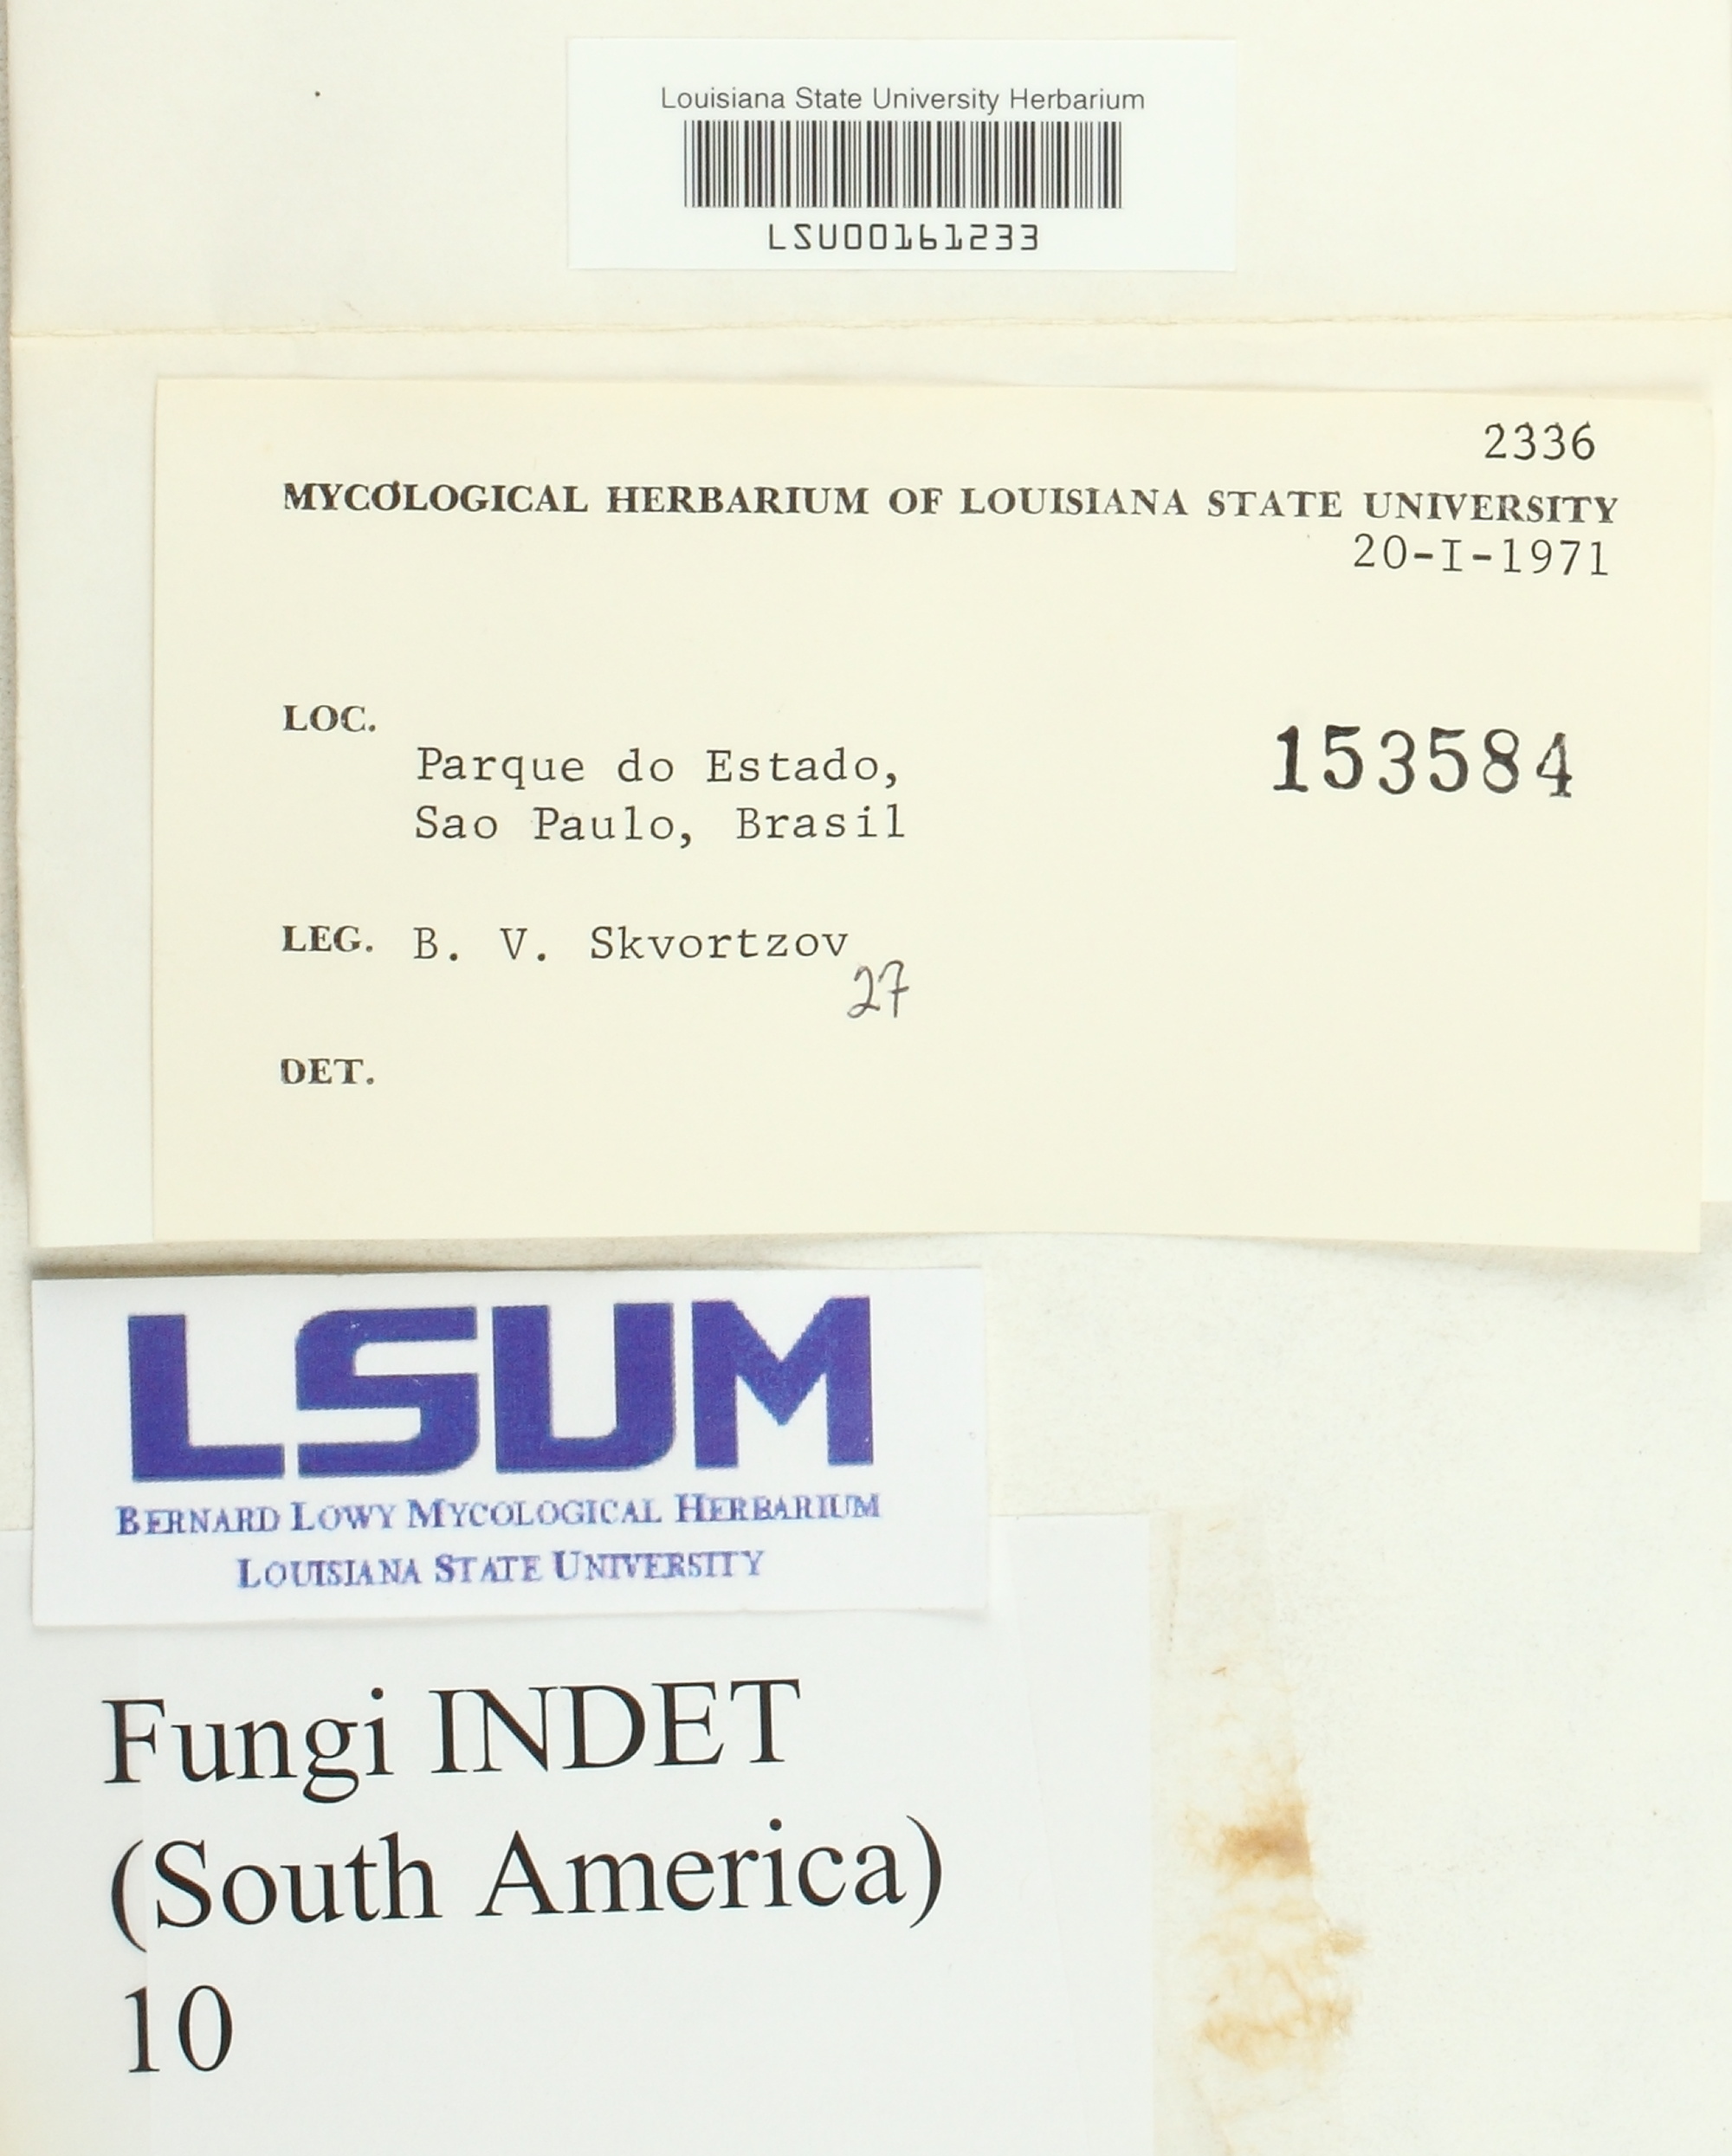 Louisiana State University Herbarium
LSU00161233
2336
MYCOLOGICAL HERBARIUM OF LOUISIANA STATE UNIVERSITY
20-I-1971
LOC.
Parque do Estado,
153584
Sao Paulo, Brasil
LEG. B. V. Skvortzov
27
DET.
LSUM
BERNARD LOWY MYCOLOGICAL HERBARIUM
LOUISIANA STATE UNIVERSITY
Fungi INDET
(South America)
10